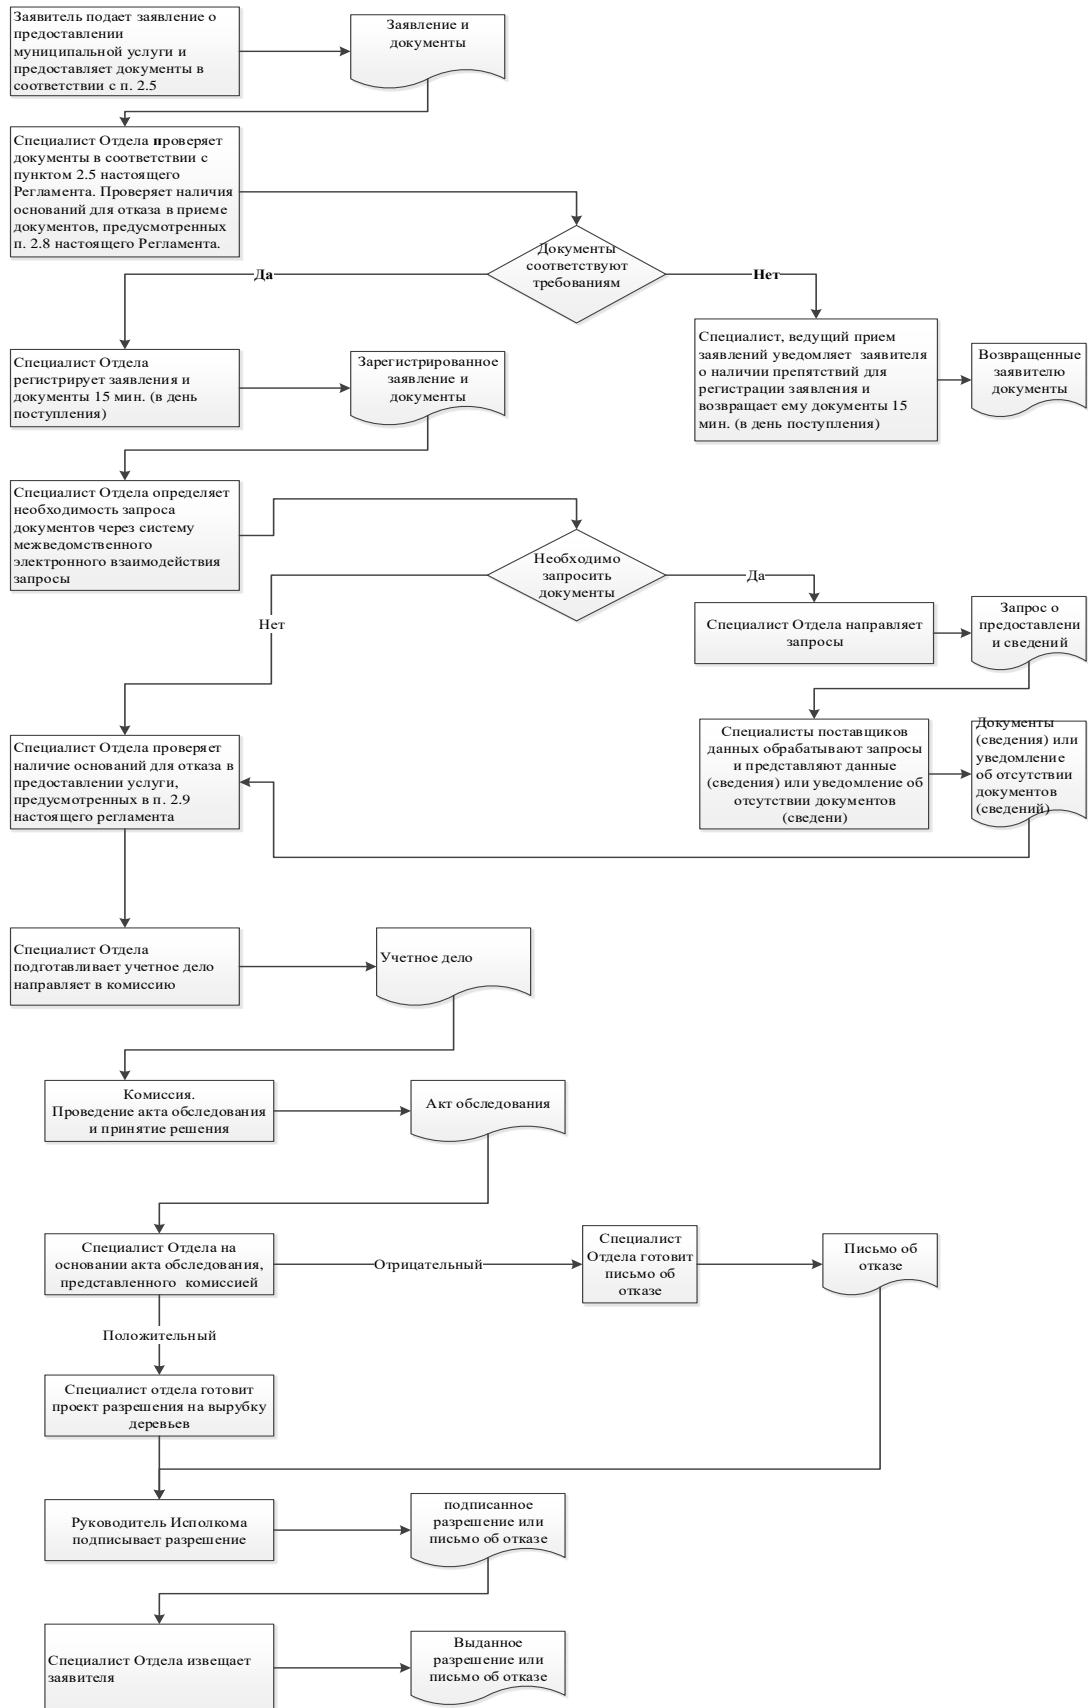 Заявитель подает заявление о
предоставлении
муниципальной услуги и
предоставляет документы в
соответствии с п. 2.5
Заявление и
документы
Специалист Отдела проверяет
документы в соответствии с
пунктом 2.5 настоящего
Регламента. Проверяет наличия
оснований для отказа в приеме
документов, предусмотренных
п. 2.8 настоящего Регламента.
Документы
соответствуют
требованиям
Да
Нет
Специалист Отдела
регистрирует заявления и
документы 15 мин. (в день
поступления)
Зарегистрированное
заявление и
документы
Специалист, ведущий прием
заявлений уведомляет заявителя
о наличии препятствий для
регистрации заявления и
возвращает ему документы 15
мин. (в день поступления)
Возвращенные
заявителю
документы
Специалист Отдела определяет
необходимость запроса
документов через систему
межведомственного
электронного взаимодействия
запросы
Необходимо
запросить
документы
Да
Нет
Специалист Отдела направляет
запросы
Запрос о
предоставлени
и сведений
Специалист Отдела проверяет
наличие оснований для отказа в
предоставлении услуги,
предусмотренных в п. 2.9
настоящего регламента
Специалисты поставщиков
данных обрабатывают запросы
и представляют данные
(сведения) или уведомление об
отсутствии документов
(сведени)
Документы
(сведения) или
уведомление
об отсутствии
документов
(сведений)
Специалист Отдела
подготавливает учетное дело
направляет в комиссию
Учетное дело
Комиссия.
Проведение акта обследования
и принятие решения
Акт обследования
Специалист Отдела на
основании акта обследования,
представленного комиссией
Отрицательный
Специалист
Отдела готовит
письмо об
отказе
Письмо об
отказе
Положительный
Специалист отдела готовит
проект разрешения на вырубку
деревьев
Руководитель Исполкома
подписывает разрешение
подписанное
разрешение или
письмо об отказе
Специалист Отдела извещает
заявителя
Выданное
разрешение или
письмо об отказе